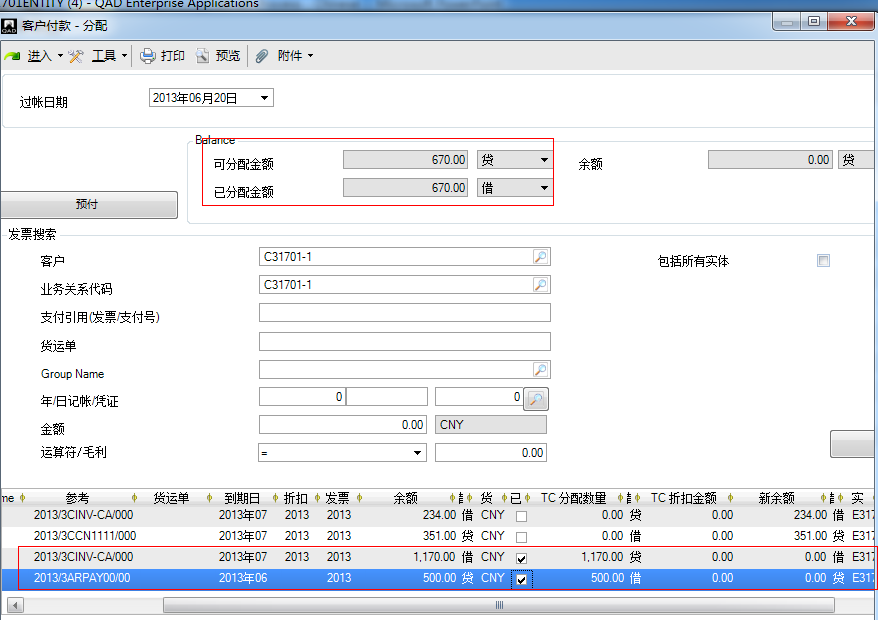 701ENTITY (4) - QAD Enterprise Applications
QAD 客户付款 - 分配
进入 工具 打印 预览 附件
过帐日期 2013年06月20日
Balance
可分配金额 670.00 贷 余额 0.00 贷
已分配金额 670.00 借
预付
发票搜索
客户 C31701-1 包括所有实体
业务关系代码 C31701-1
支付引用(发票/支付号)
货运单
Group Name
年/日记帐/凭证 0 0
金额 0.00 CNY
运算符/毛利 = 0.00
me 参考 货运单 到期日 折扣 发票 余额 货 已 TC 分配数量 TC 折扣金额 新余额 实
2013/3CINV-CA/000 2013年07 2013 2013 234.00 借 CNY 0.00 贷 0.00 234.00 借 E317
2013/3CCN1111/000 2013年07 2013 2013 351.00 贷 CNY 0.00 借 0.00 351.00 贷 E317
2013/3CINV-CA/000 2013年07 2013 2013 1,170.00 借 CNY 1,170.00 贷 0.00 0.00 借 E317
2013/3ARPAY00/00 2013年06 2013 500.00 贷 CNY 500.00 借 0.00 0.00 贷 E317